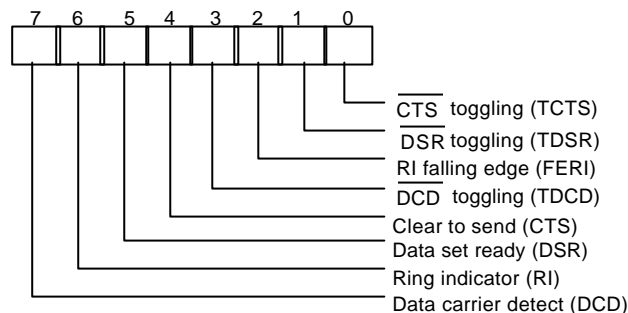 7 6 5 4 3 2 1 0
CTS toggling (TCTS)
DSR toggling (TDSR)
RI falling edge (FERI)
DCD toggling (TDCD)
Clear to send (CTS)
Data set ready (DSR)
Ring indicator (RI)
Data carrier detect (DCD)